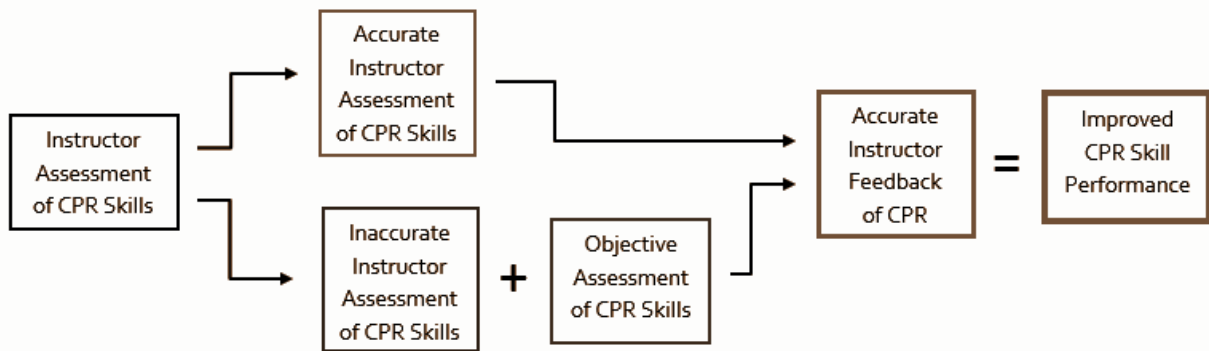 Instructor
Assessment
of CPR Skills
Accurate
Instructor
Assessment
of CPR Skills
Inaccurate
Instructor
Assessment
of CPR Skills
+
Objective
Assessment
of CPR Skills
Accurate
Instructor
Feedback
of CPR
=
Improved
CPR Skill
Performance